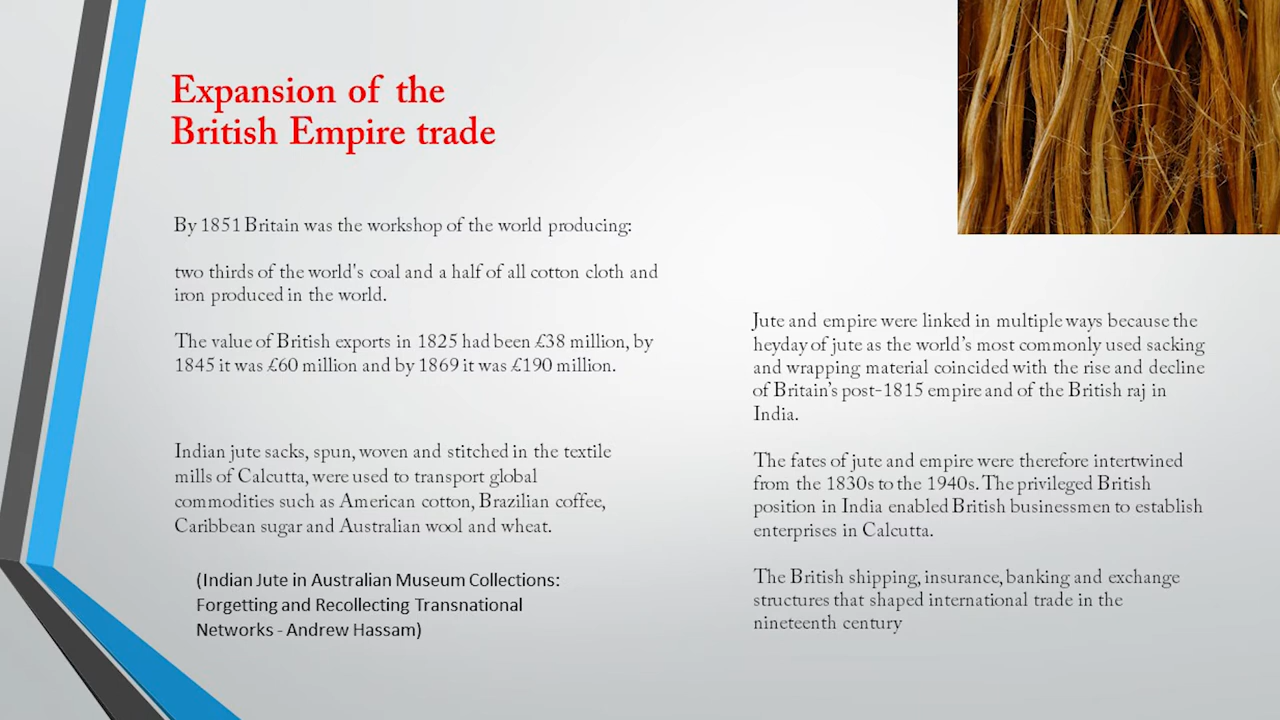 Expansion of the
British Empire trade
By 1851 Britain was the workshop of the world producing:
two thirds of the world's coal and a half of all cotton cloth and
iron produced in the world.
The value of British exports in 1825 had been £38 million, by
1845 it was £60 million and by 1869 it was £190 million.
Indian jute sacks, spun, woven and stitched in the textile
mills of Calcutta, were used to transport global
commodities such as American cotton, Brazilian coffee,
Caribbean sugar and Australian wool and wheat.
(Indian Jute in Australian Museum Collections:
Forgetting and Recollecting Transnational
Networks - Andrew Hassam)
Jute and empire were linked in multiple ways because the
heyday of jute as the world’s most commonly used sacking
and wrapping material coincided with the rise and decline
of Britain’s post-1815 empire and of the British raj in
India.
The fates of jute and empire were therefore intertwined
from the 1830s to the 1940s. The privileged British
position in India enabled British businessmen to establish
enterprises in Calcutta.
The British shipping, insurance, banking and exchange
structures that shaped international trade in the
nineteenth century